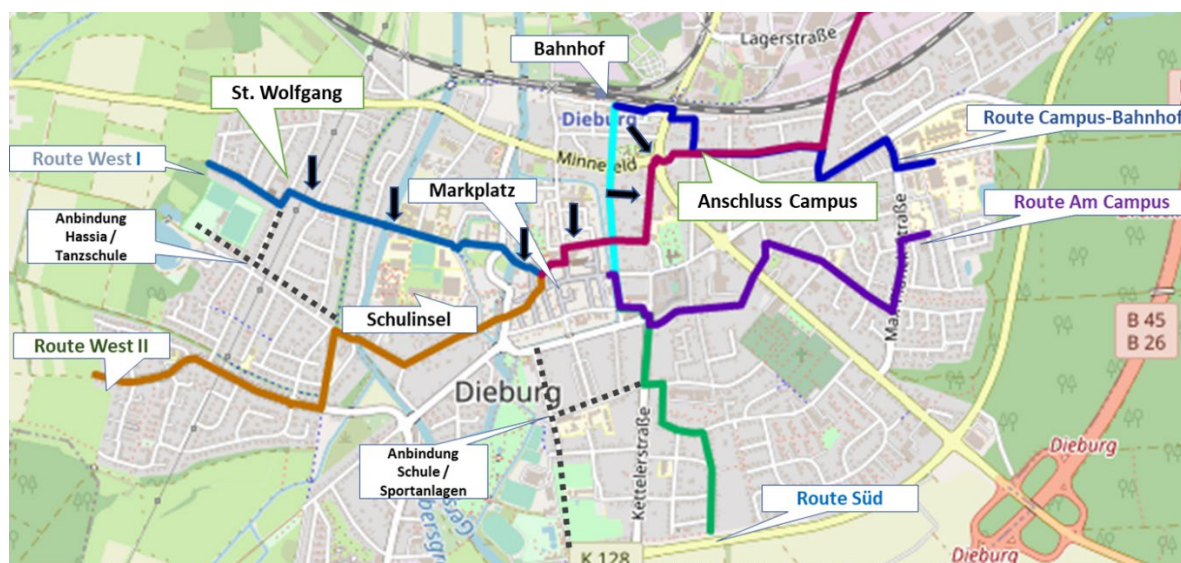 Bahnhof
Lagerstraße
St. Wolfgang
Dieburg
Route Campus-Bahnhof
Route West I
Minnefeld
Markplatz
Anschluss Campus
Route Am Campus
Anbindung
Hassia /
Tanzschule
Schulinsel
B 45
B 26
Route West II
Dieburg
Anbindung
Schule /
Sportanlagen
Kettelerstraße
Dieburg
Route Süd
K 128
Dieburg